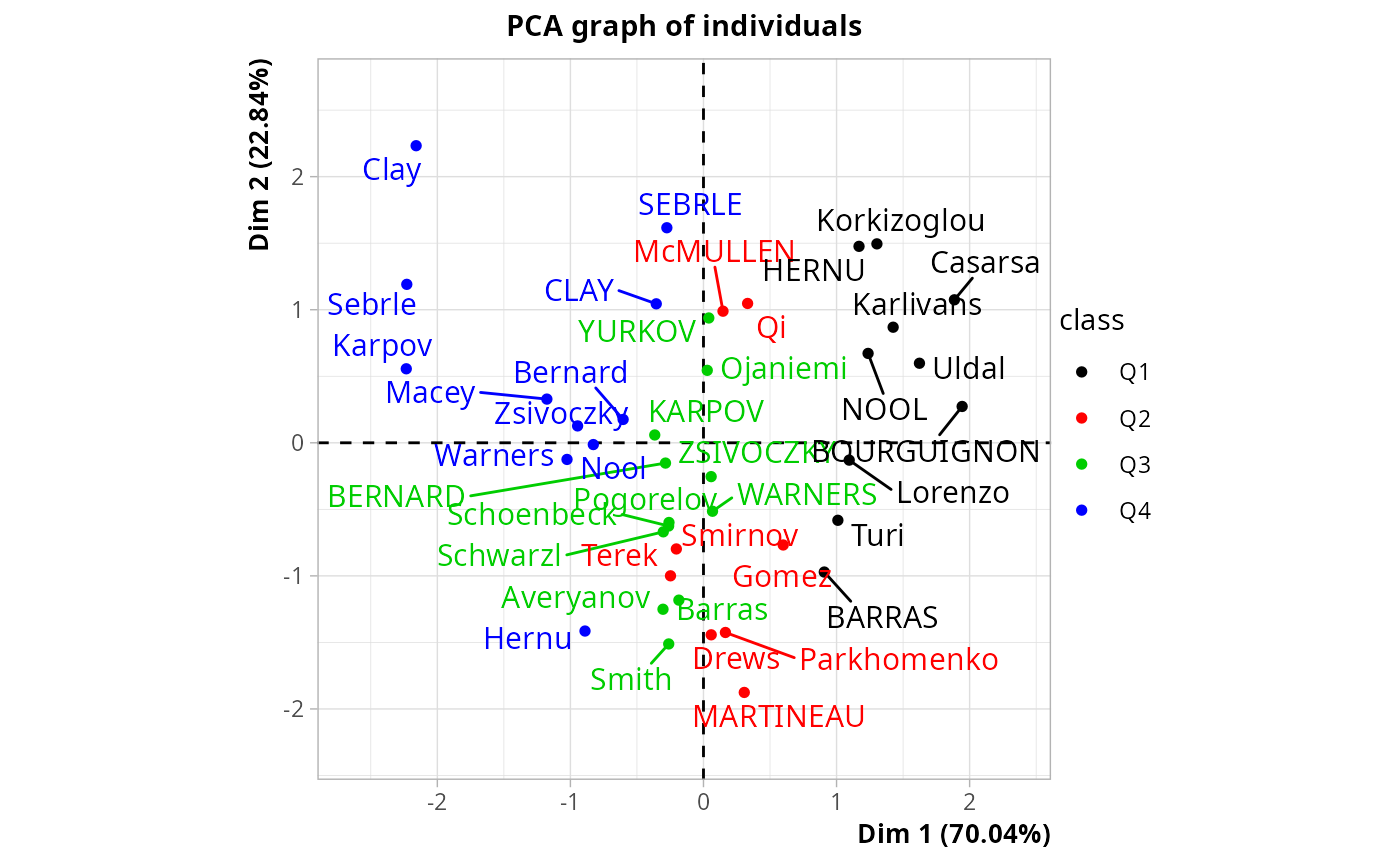 PCA graph of individuals
Dim 2 (22.84%)
2
1
0
-1
-2
Clay
SEBRLE
Korkizoglou
McMULLEN
HERNU
Casarsa
CLAY
Sebrle
Karlivans
YURKOV
Qi
Karpov
Bernard
Ojaniemi
Uldal
Macey
Zsivoczky
KARPOV
NOOL
Warners
Nool
ZSIVOCZKY
BOURGUIGNON
BERNARD
Pogorelov
WARNERS
Lorenzo
Schoenbeck
Smirnov
Turi
Schwarzl
Terek
Gomez
Averyanov
Barras
BARRAS
Hernu
Drews
Parkhomenko
Smith
MARTINEAU
-2
-1
0
1
2
Dim 1 (70.04%)
class
Q1
Q2
Q3
Q4